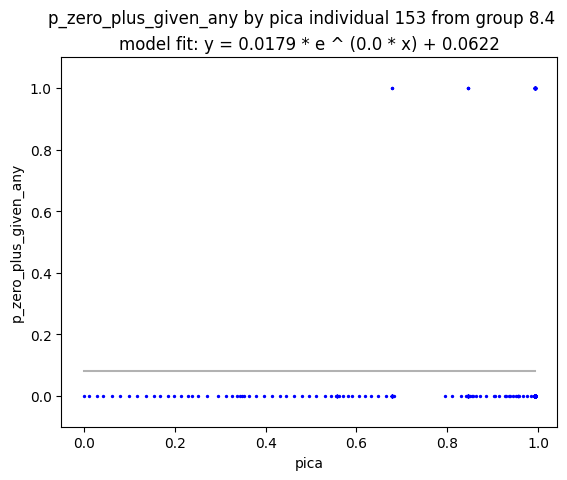 p_zero_plus_given_any by pica individual 153 from group 8.4
model fit: y = 0.0179 * e ^ (0.0 * x) + 0.0622
1.0
0.8
0.6
0.4
0.2
0.0
p_zero_plus_given_any
0.0 0.2 0.4 0.6 0.8 1.0
pica